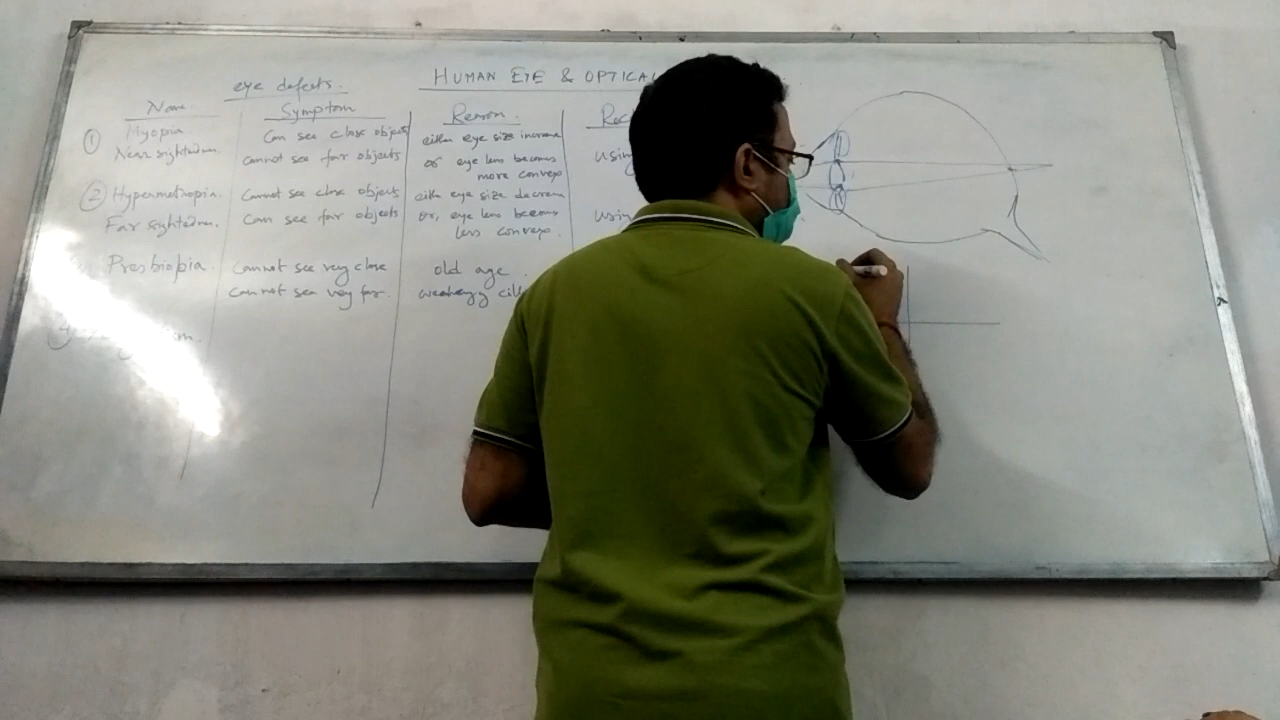 HUMAN EYE & OPTICAL
eye defects.
Name Symptom Reason.
① Myopia Can see close objects either eye size increase
Near sightedness cannot see far objects or eye lens becomes using
more convex
② Hypermetropia. Cannot see close objects either eye size decrease
Far sightedness. Can see far objects or, eye lens become using
less convex.
Presbiopia. Cannot see very close old age.
Cannot see very far.